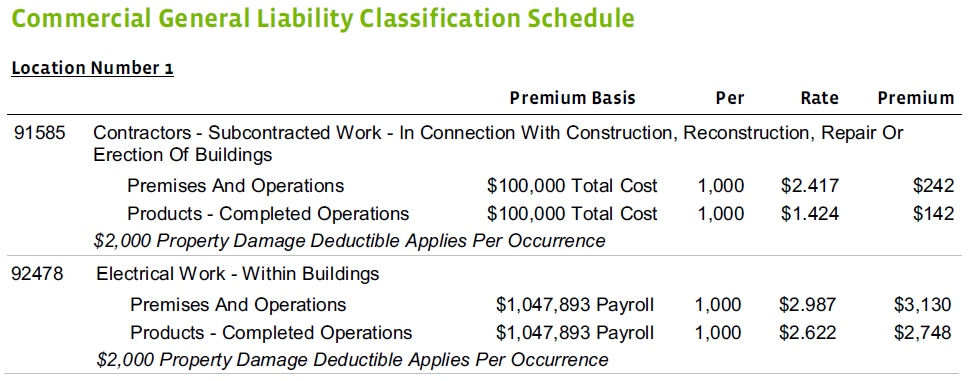 Commercial General Liability Classification Schedule
Location Number 1
Premium Basis Per Rate Premium
91585 Contractors - Subcontracted Work - In Connection With Construction, Reconstruction, Repair Or
Erection Of Buildings
Premises And Operations $100,000 Total Cost 1,000 $2.417 $242
Products - Completed Operations $100,000 Total Cost 1,000 $1.424 $142
$2,000 Property Damage Deductible Applies Per Occurrence
92478 Electrical Work - Within Buildings
Premises And Operations $1,047,893 Payroll 1,000 $2.987 $3,130
Products - Completed Operations $1,047,893 Payroll 1,000 $2.622 $2,748
$2,000 Property Damage Deductible Applies Per Occurrence